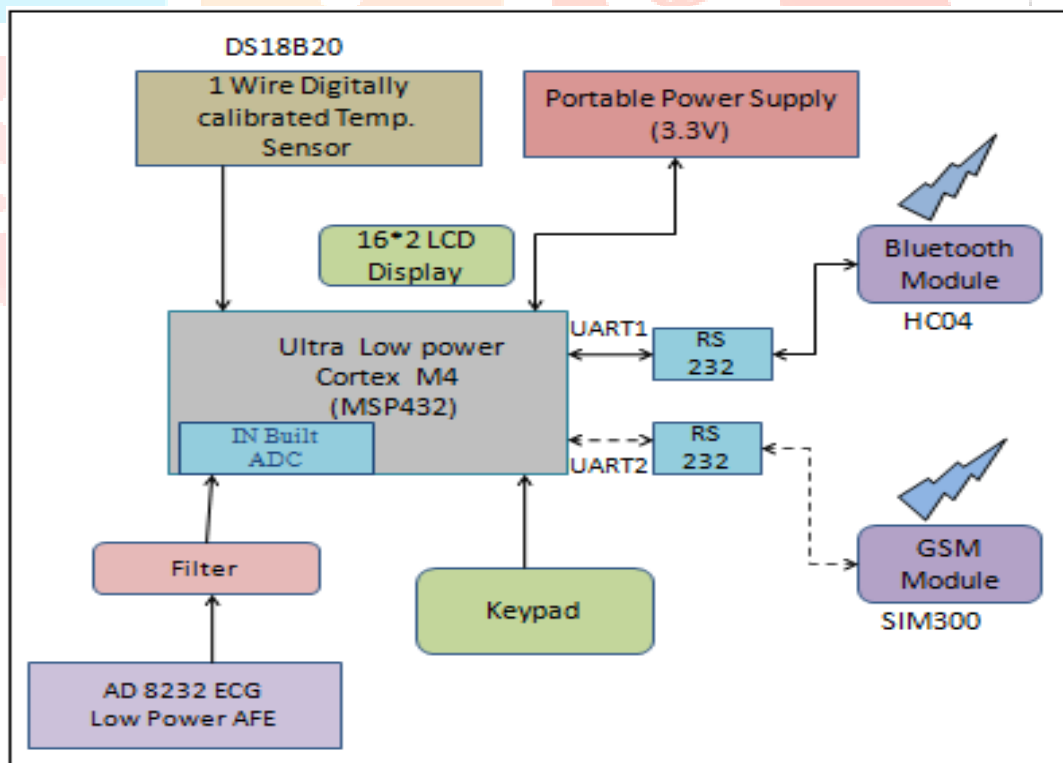 DS18B20
1 Wire Digitally
calibrated Temp.
Sensor
Portable Power Supply
(3.3V)
16*2 LCD
Display
Bluetooth
Module
HC04
UART1
RS
232
Ultra Low power
Cortex M4
(MSP432)
IN Built
ADC
UART2
RS
232
GSM
Module
SIM300
Filter
Keypad
AD 8232 ECG
Low Power AFE